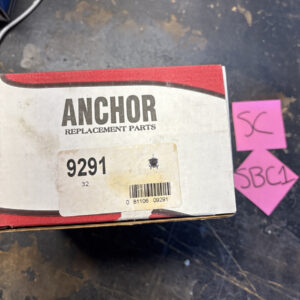 ANCHOR
REPLACEMENT PARTS
9291
32
0 81106 09291
SC
SBC1